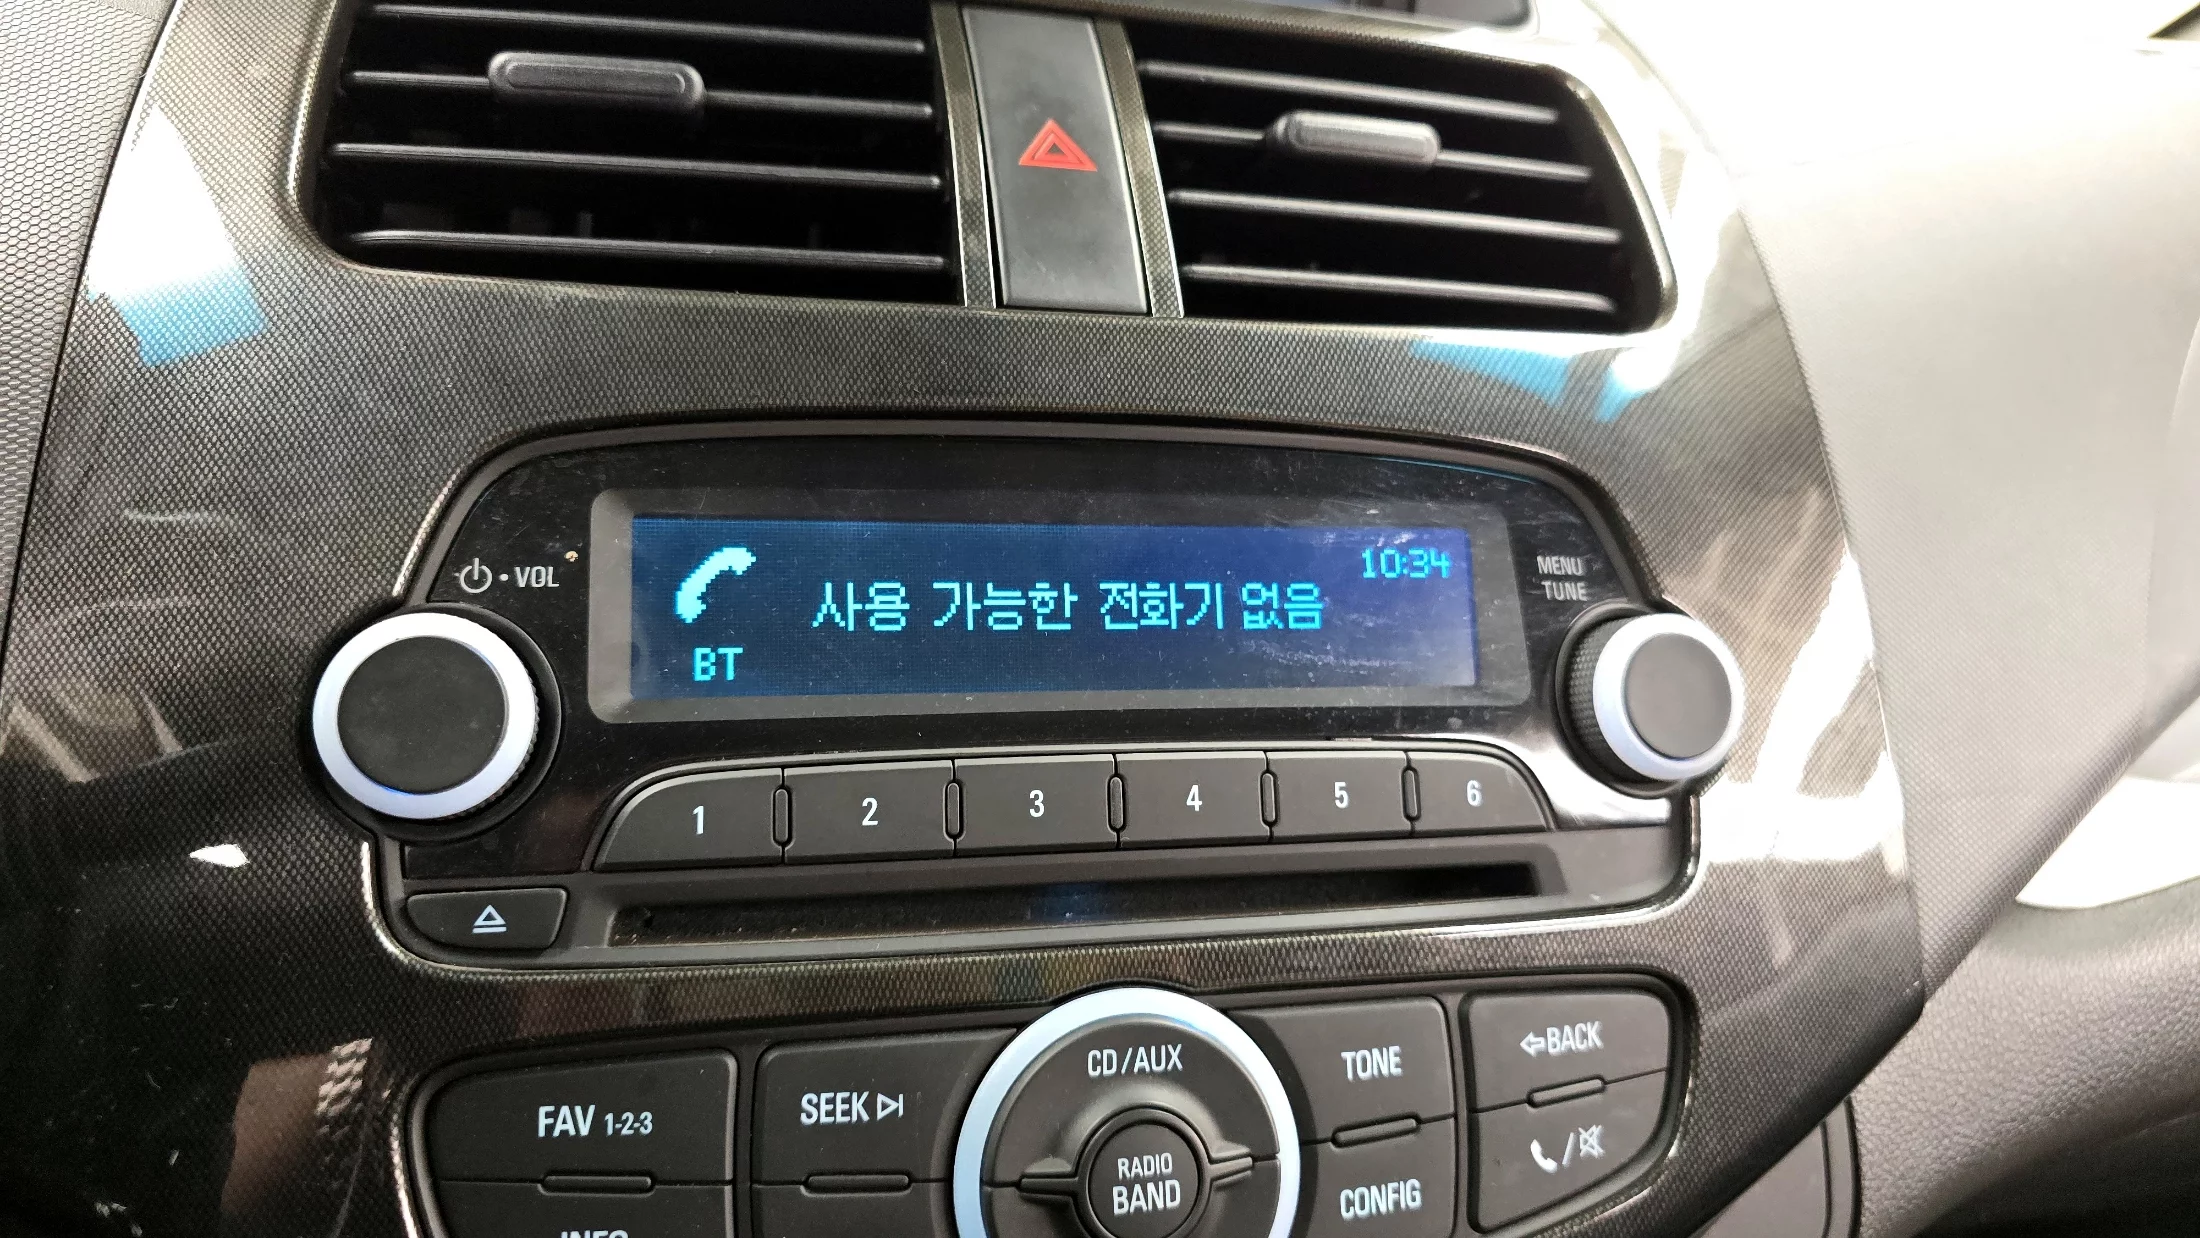 VOL
10:34
MENU
TUNE
사용 가능한 전화기 없음
BT
1 2 3 4 5 6
CD/AUX
FAV 1-2-3
SEEK
TONE
BACK
RADIO
BAND
CONFIG
INFO